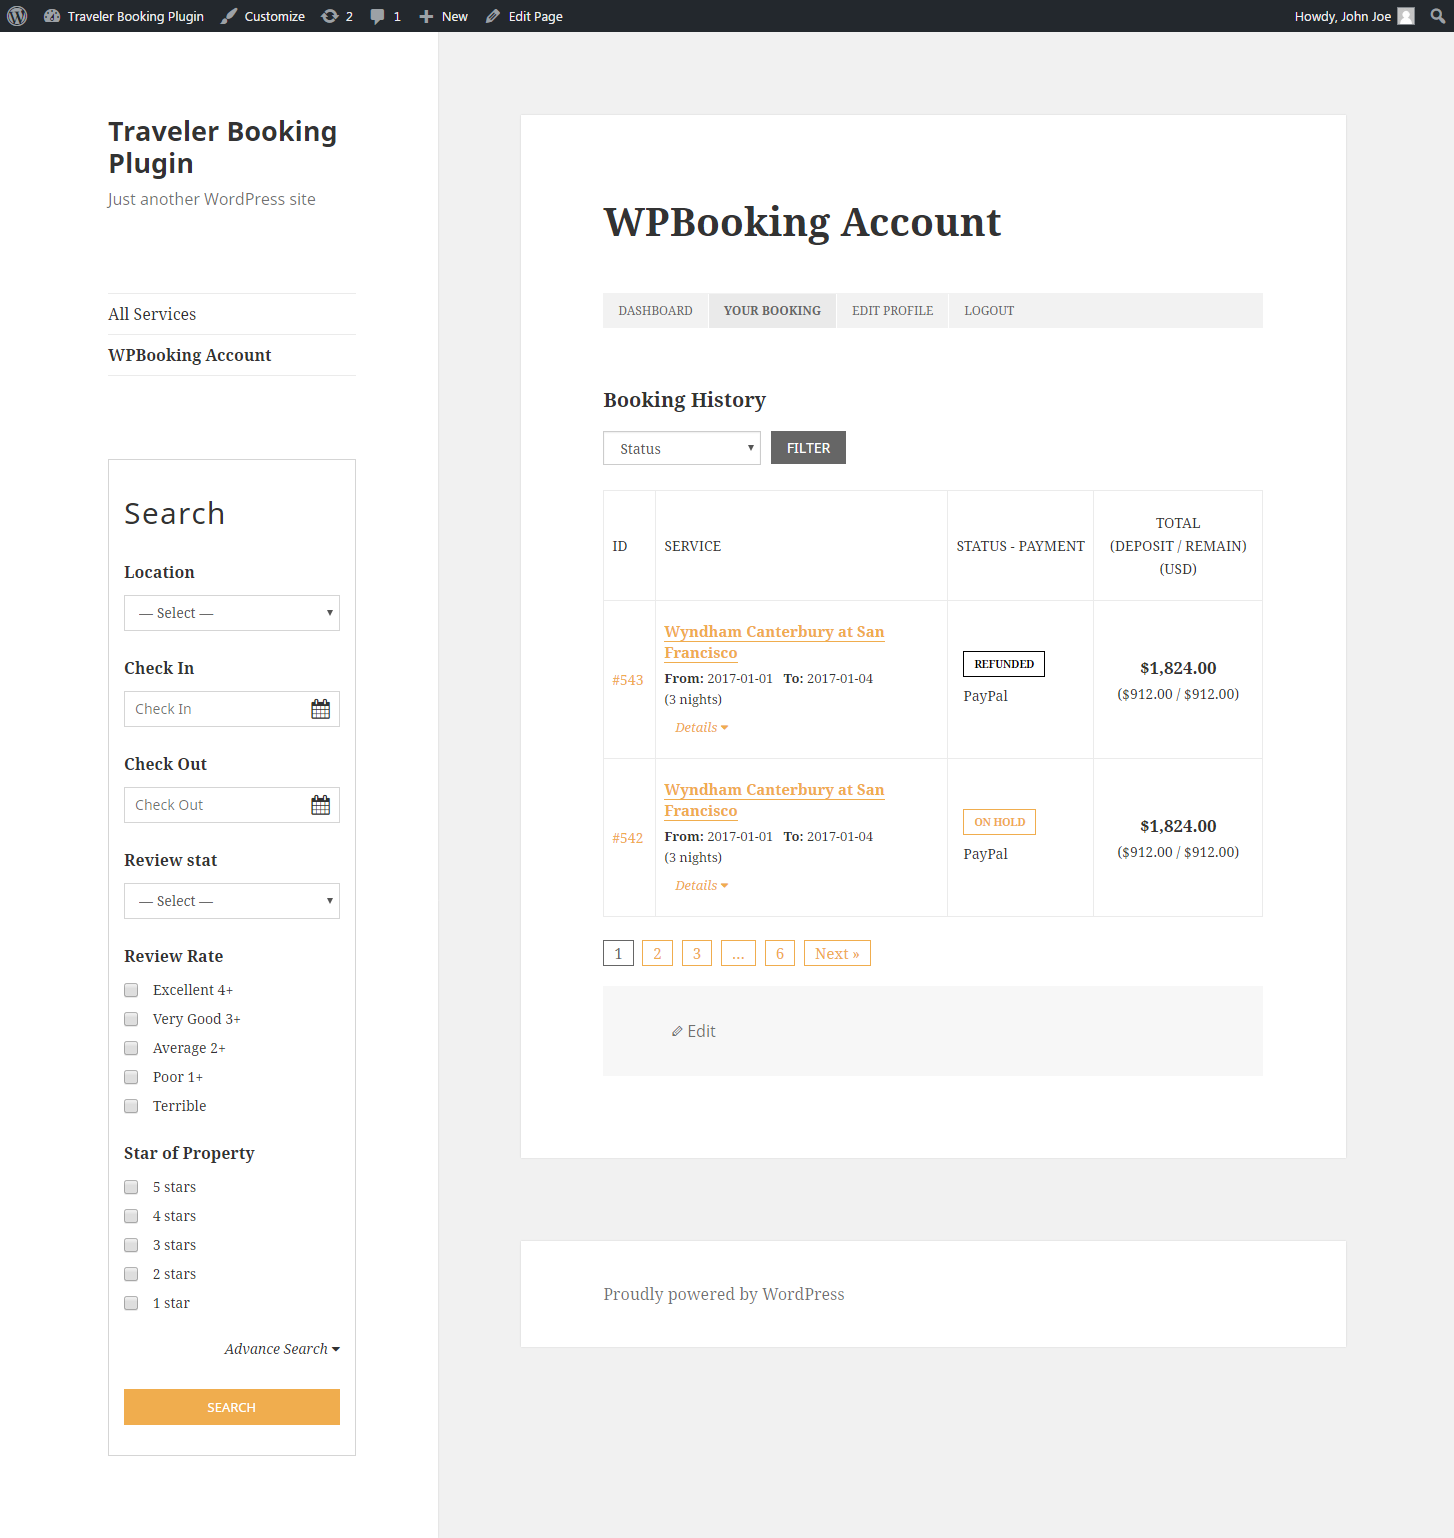 Traveler Booking Plugin
Customize
2
1
New
Edit Page
Howdy, John Joe
Traveler Booking
Plugin
Just another WordPress site
All Services
WPBooking Account
Search
Location
— Select —
Check In
Check In
Check Out
Check Out
Review stat
— Select —
Review Rate
Excellent 4+
Very Good 3+
Average 2+
Poor 1+
Terrible
Star of Property
5 stars
4 stars
3 stars
2 stars
1 star
Advance Search
SEARCH
WPBooking Account
DASHBOARD
YOUR BOOKING
EDIT PROFILE
LOGOUT
Booking History
Status
FILTER
ID
SERVICE
STATUS - PAYMENT
TOTAL
(DEPOSIT / REMAIN)
(USD)
#543
Wyndham Canterbury at San
Francisco
From: 2017-01-01 To: 2017-01-04
(3 nights)
Details
REFUNDED
PayPal
$1,824.00
($912.00 / $912.00)
#542
Wyndham Canterbury at San
Francisco
From: 2017-01-01 To: 2017-01-04
(3 nights)
Details
ON HOLD
PayPal
$1,824.00
($912.00 / $912.00)
1 2 3 … 6 Next »
Edit
Proudly powered by WordPress